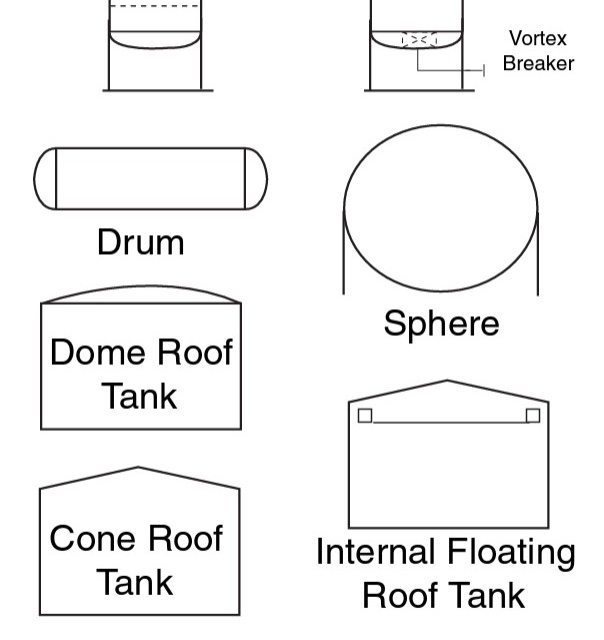 Vortex
Breaker
Drum
Sphere
Dome Roof
Tank
Cone Roof
Tank
Internal Floating
Roof Tank